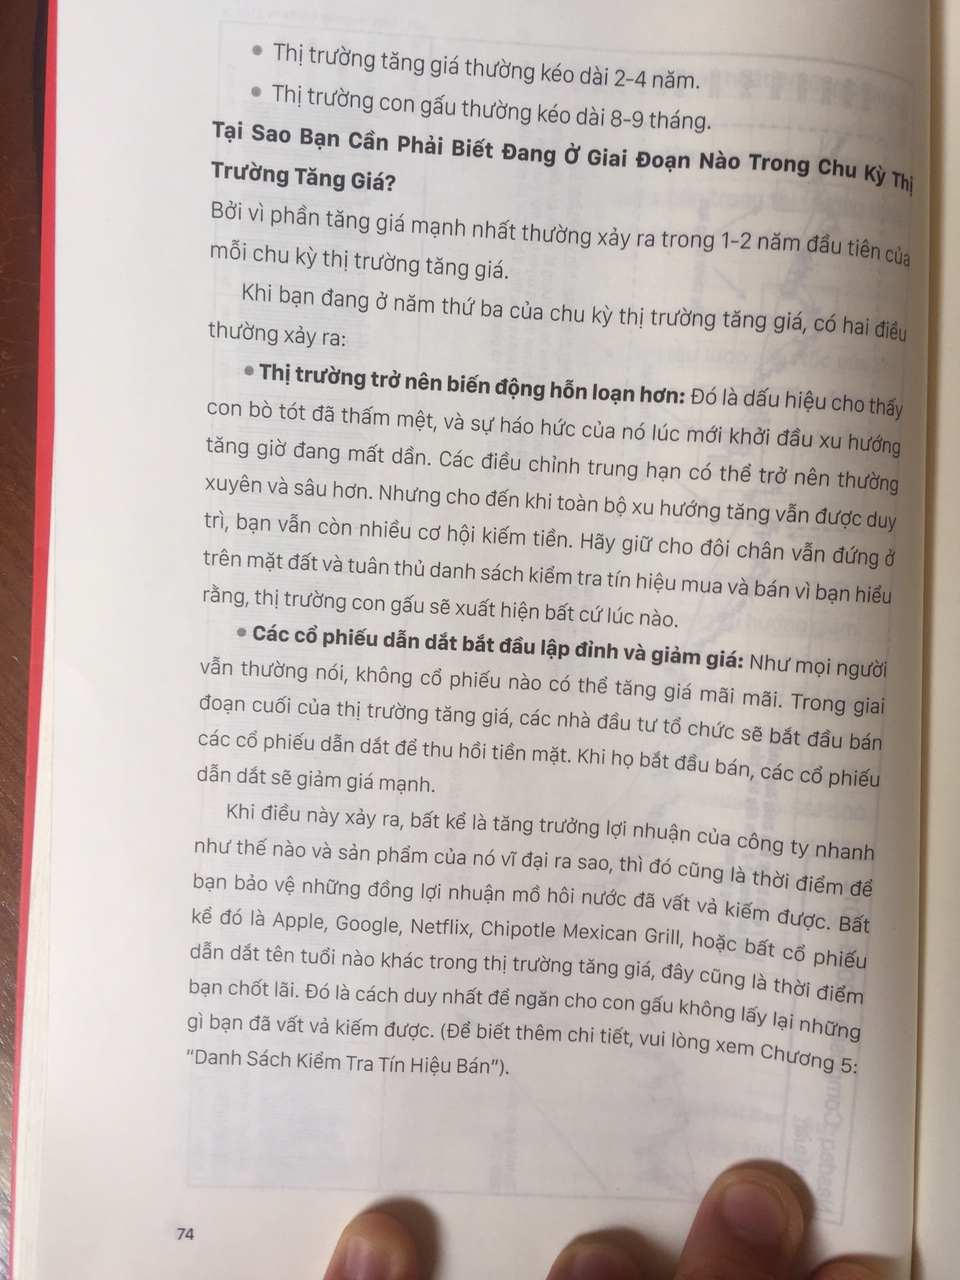 • Thị trường tăng giá thường kéo dài 2-4 năm.
• Thị trường con gấu thường kéo dài 8-9 tháng.
Tại Sao Bạn Cần Phải Biết Đang Ở Giai Đoạn Nào Trong Chu Kỳ Thị
Trường Tăng Giá?
Bởi vì phần tăng giá mạnh nhất thường xảy ra trong 1-2 năm đầu tiên của
mỗi chu kỳ thị trường tăng giá.
Khi bạn đang ở năm thứ ba của chu kỳ thị trường tăng giá, có hai điều
thường xảy ra:
• Thị trường trở nên biến động hỗn loạn hơn: Đó là dấu hiệu cho thấy
con bò tót đã thấm mệt, và sự háo hức của nó lúc mới khởi đầu xu hướng
tăng giờ đang mất dần. Các điều chỉnh trung hạn có thể trở nên thường
xuyên và sâu hơn. Nhưng cho đến khi toàn bộ xu hướng tăng vẫn được duy
trì, bạn vẫn còn nhiều cơ hội kiếm tiền. Hãy giữ cho đôi chân vẫn đứng ở
trên mặt đất và tuân thủ danh sách kiểm tra tín hiệu mua và bán vì bạn hiểu
rằng, thị trường con gấu sẽ xuất hiện bất cứ lúc nào.
• Các cổ phiếu dẫn dắt bắt đầu lập đỉnh và giảm giá: Như mọi người
vẫn thường nói, không cổ phiếu nào có thể tăng giá mãi mãi. Trong giai
đoạn cuối của thị trường tăng giá, các nhà đầu tư tổ chức sẽ bắt đầu bán
các cổ phiếu dẫn dắt để thu hồi tiền mặt. Khi họ bắt đầu bán, các cổ phiếu
dẫn dắt sẽ giảm giá mạnh.
Khi điều này xảy ra, bất kể là tăng trưởng lợi nhuận của công ty nhanh
như thế nào và sản phẩm của nó vĩ đại ra sao, thì đó cũng là thời điểm để
bạn bảo vệ những đồng lợi nhuận mồ hôi nước đã vất vả kiếm được. Bất
kể đó là Apple, Google, Netflix, Chipotle Mexican Grill, hoặc bất cổ phiếu
dẫn dắt tên tuổi nào khác trong thị trường tăng giá, đây cũng là thời điểm
bạn chốt lãi. Đó là cách duy nhất để ngăn cho con gấu không lấy lại những
gì bạn đã vất vả kiếm được. (Để biết thêm chi tiết, vui lòng xem Chương 5:
"Danh Sách Kiểm Tra Tín Hiệu Bán").
74